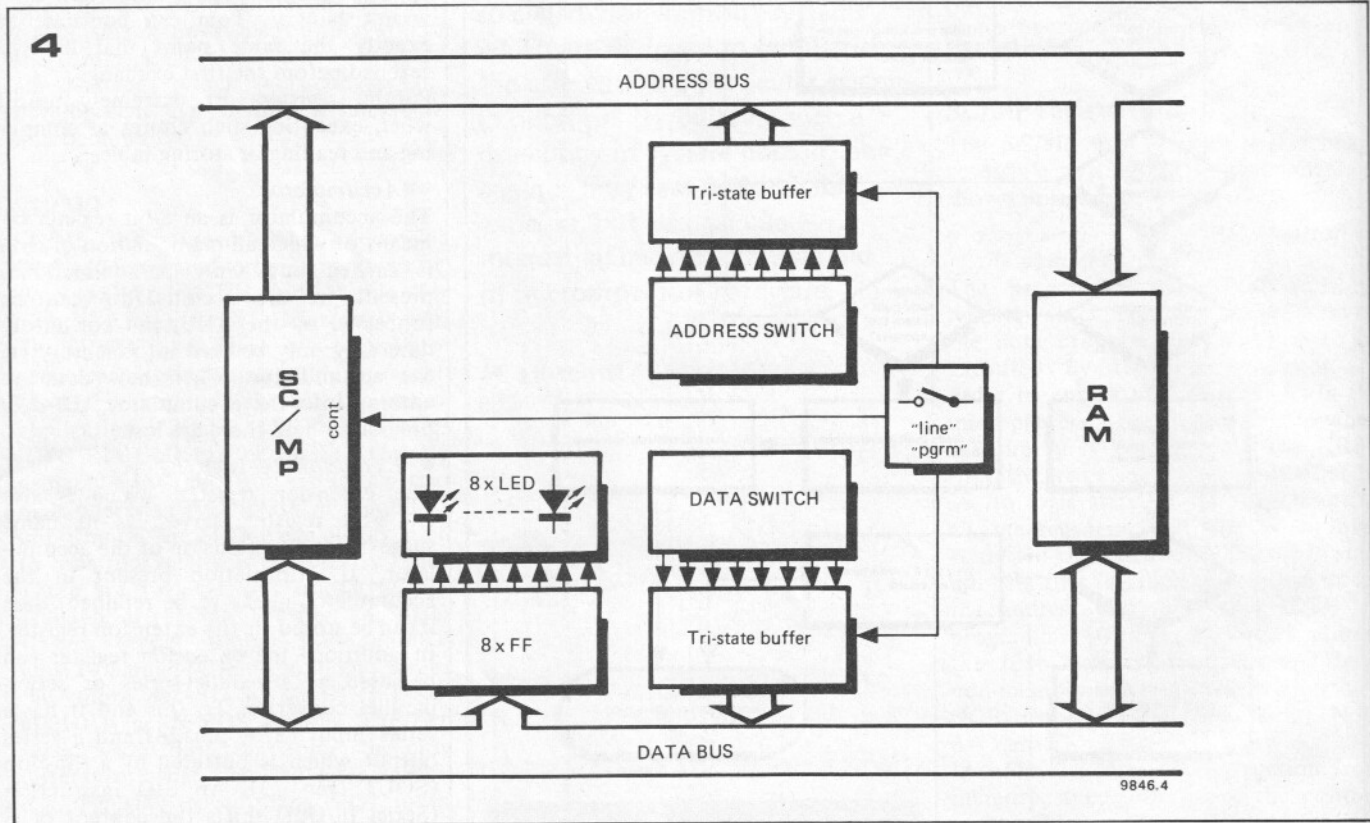 4
ADDRESS BUS
Tri-state buffer
ADDRESS SWITCH
SC/MP
cont
"line"
"pgrm"
RAM
8 x LED
DATA SWITCH
8 x FF
Tri-state buffer
DATA BUS
9846.4